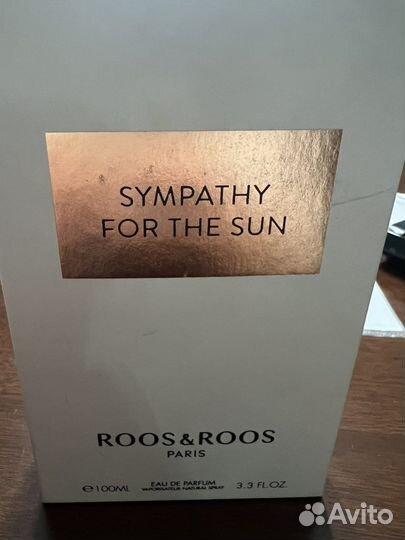 SYMPATHY
FOR THE SUN
ROOS&ROOS
PARIS
℮100ML EAU DE PARFUM 3.3 FL.OZ.
VAPORISATEUR NATURAL SPRAY
Avito